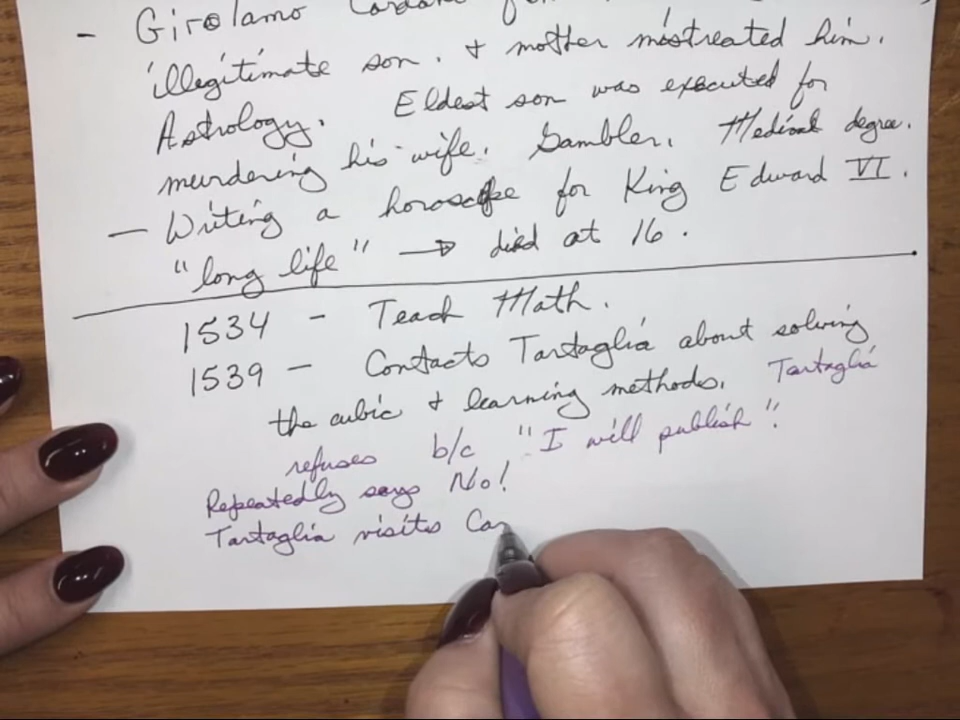 - Girolamo Cardano
illegitimate son. & mother mistreated him.
Astrology. Eldest son was executed for
murdering his wife. Gambler. Medical degree.
— Writing a horoscope for King Edward VI.
"long life" → died at 16.
1534 - Teach Math.
1539 - Contacts Tartaglia about solving
the cubic & learning methods. Tartaglia
refuses b/c "I will publish".
Repeatedly says No!
Tartaglia visits Ca